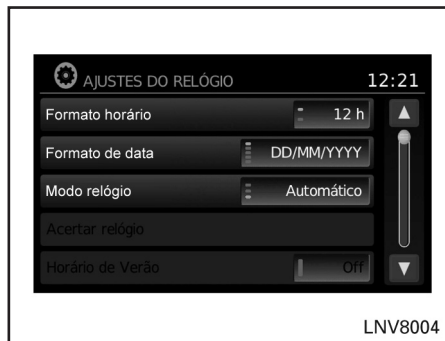 AJUSTES DO RELÓGIO 12:21
Formato horário 12 h
Formato de data DD/MM/YYYY
Modo relógio Automático
Acertar relógio
Horário de Verão Off
LNV8004